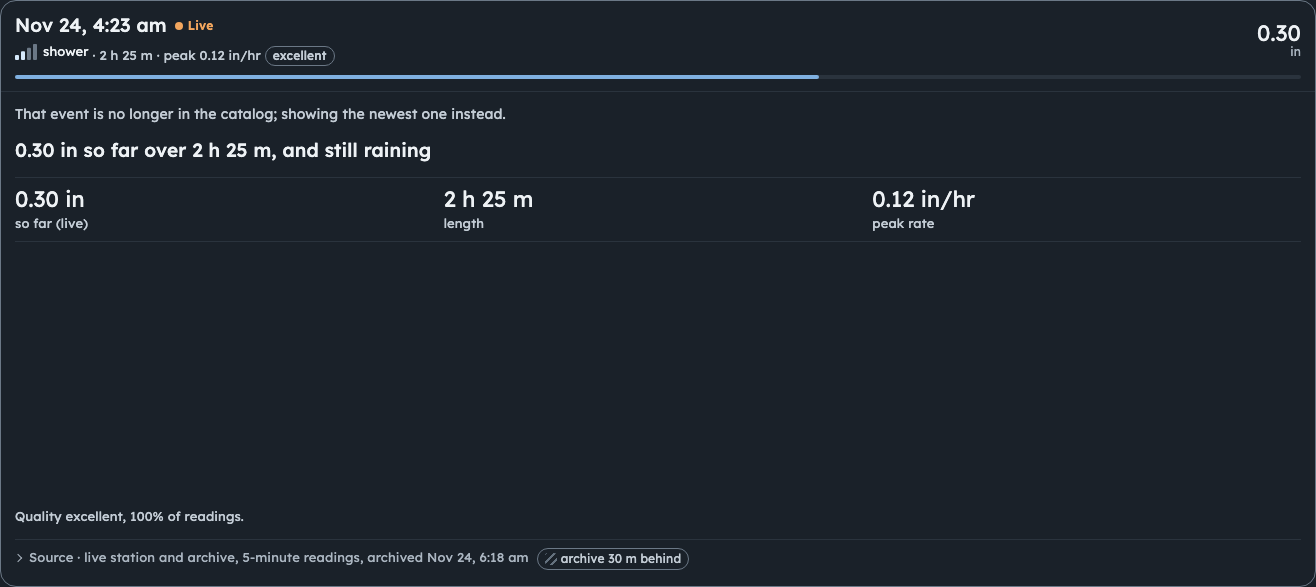 Nov 24, 4:23 am Live
shower · 2 h 25 m · peak 0.12 in/hr excellent
0.30
in
That event is no longer in the catalog; showing the newest one instead.
0.30 in so far over 2 h 25 m, and still raining
0.30 in
so far (live)
2 h 25 m
length
0.12 in/hr
peak rate
Quality excellent, 100% of readings.
Source · live station and archive, 5-minute readings, archived Nov 24, 6:18 am archive 30 m behind